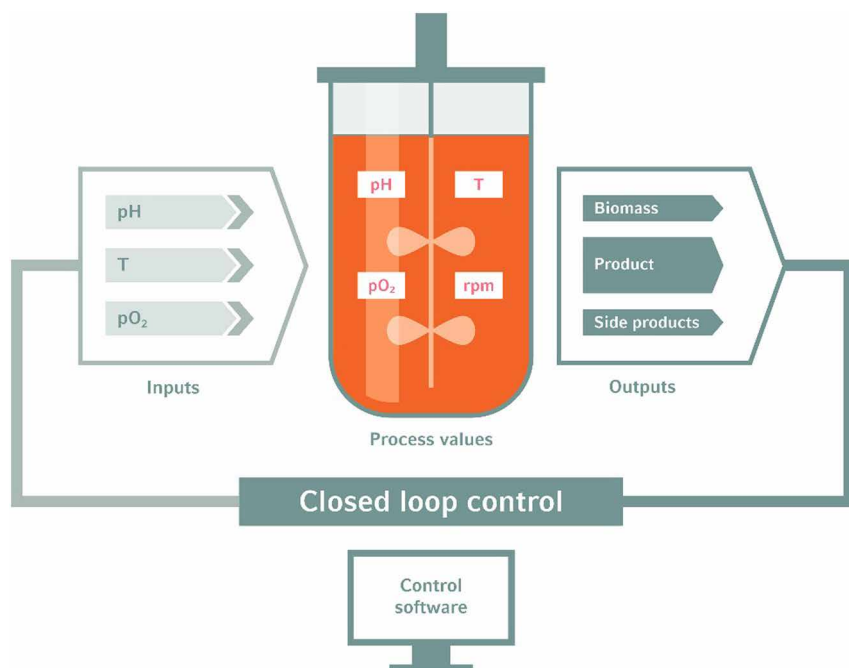 pH
T
pO₂
Inputs
pH
T
pO₂
rpm
Process values
Biomass
Product
Side products
Outputs
Closed loop control
Control
software